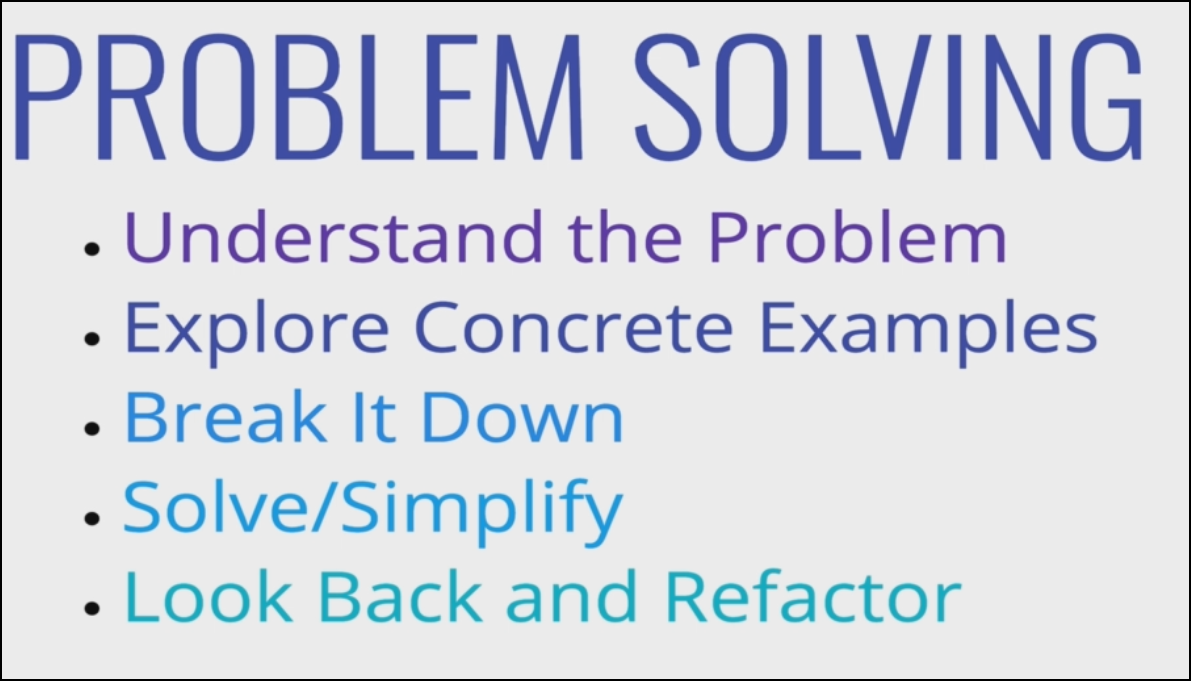 PROBLEM SOLVING
• Understand the Problem
• Explore Concrete Examples
• Break It Down
• Solve/Simplify
• Look Back and Refactor